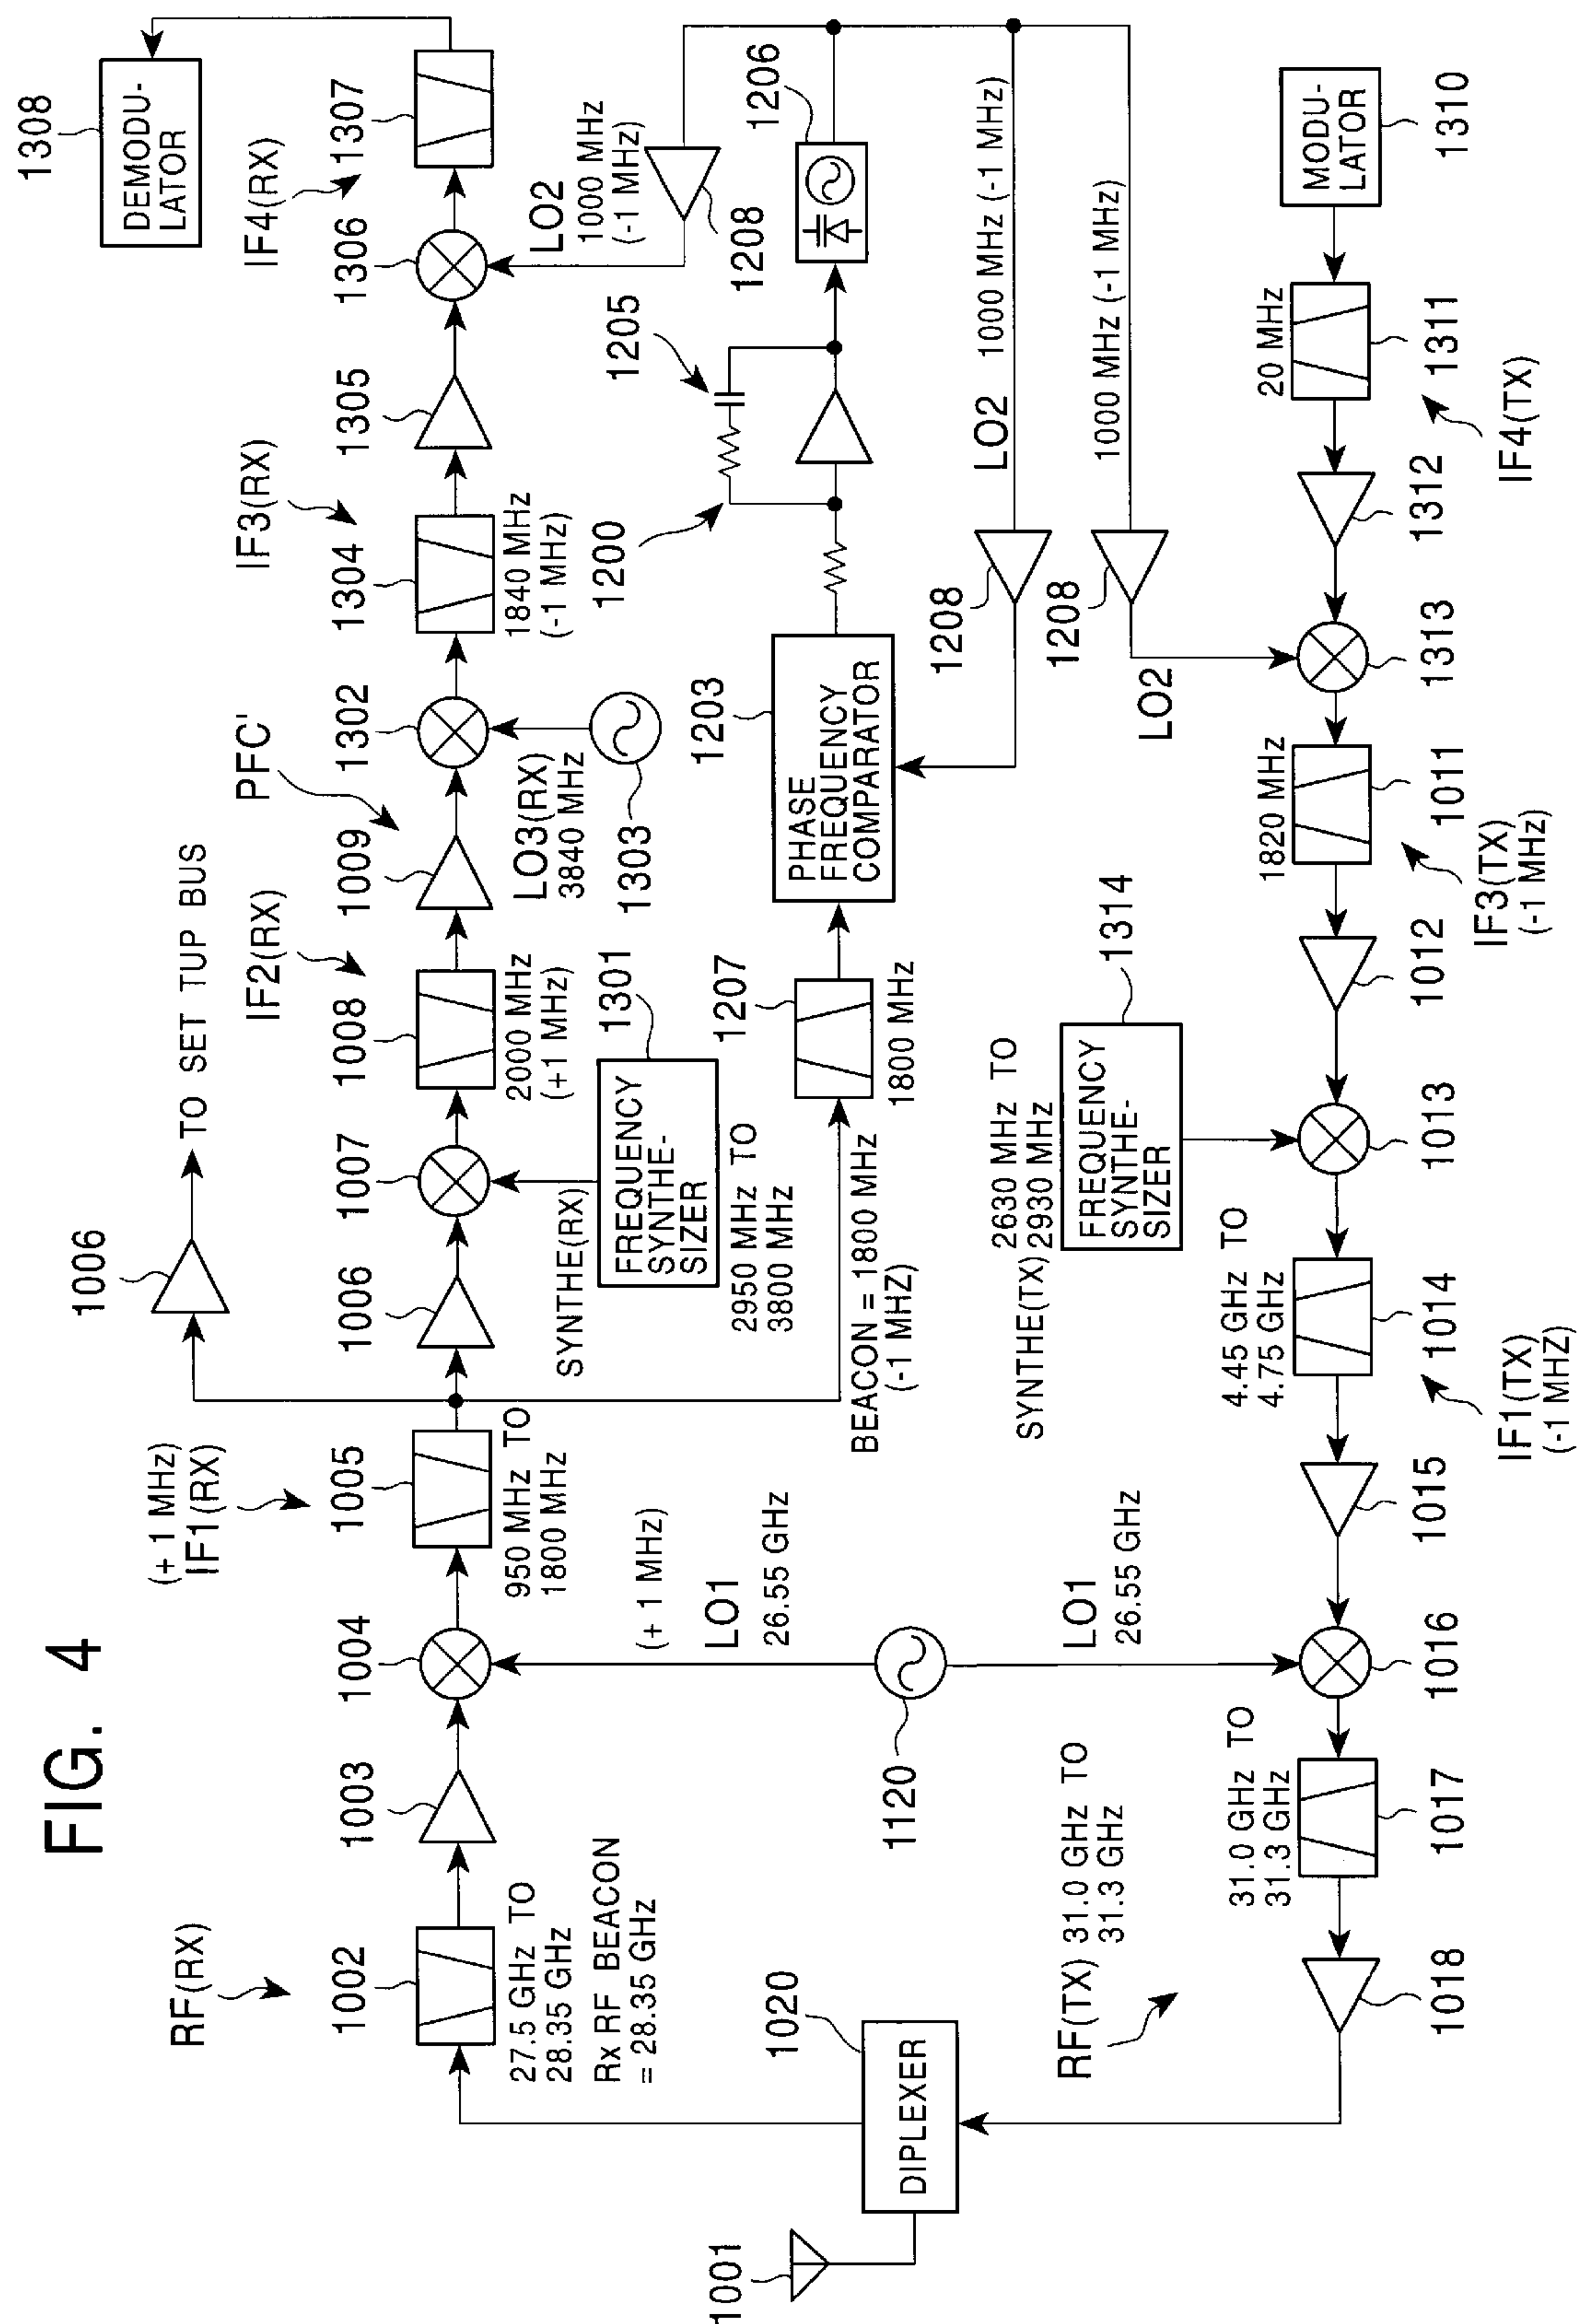 FIG. 4
RF(RX)
1002
27.5 GHz TO
28.35 GHz
Rx RF BEACON
= 28.35 GHz
1003
1004
(+ 1 MHz)
IF1(RX)
1005
950 MHz TO
1800 MHz
1006
TO SET TUP BUS
1006
1007
SYNTHE(RX)
FREQUENCY
SYNTHE-
SIZER
1301
2950 MHz TO
3800 MHz
IF2(RX)
1008
2000 MHz
(+1 MHz)
1009
PFC'
1302
LO3(RX)
3840 MHz
1303
IF3(RX)
1304
1840 MHz
(-1 MHz)
1305
1306
IF4(RX)
1307
1308
DEMODU-
LATOR
LO2
1000 MHz
(-1 MHz)
1208
1206
1205
1200
1203
PHASE
FREQUENCY
COMPARATOR
1207
1800 MHz
BEACON = 1800 MHz
(-1 MHZ)
LO2 1000 MHz (-1 MHz)
1208
1000 MHz (-1 MHz)
1208
LO2
(+ 1 MHz)
LO1
26.55 GHz
1120
LO1
26.55 GHz
1001
DIPLEXER
1020
RF(TX) 31.0 GHz TO
31.3 GHz
1018
31.0 GHz TO
31.3 GHz
1017
1016
1015
4.45 GHz TO
4.75 GHz
1014
IF1(TX)
(-1 MHZ)
1013
SYNTHE(TX)
2630 MHz TO
2930 MHz
FREQUENCY
SYNTHE-
SIZER
1314
1012
1820 MHz
1011
IF3(TX)
(-1 MHz)
1313
1312
20 MHz
1311
IF4(TX)
MODU-
LATOR
1310